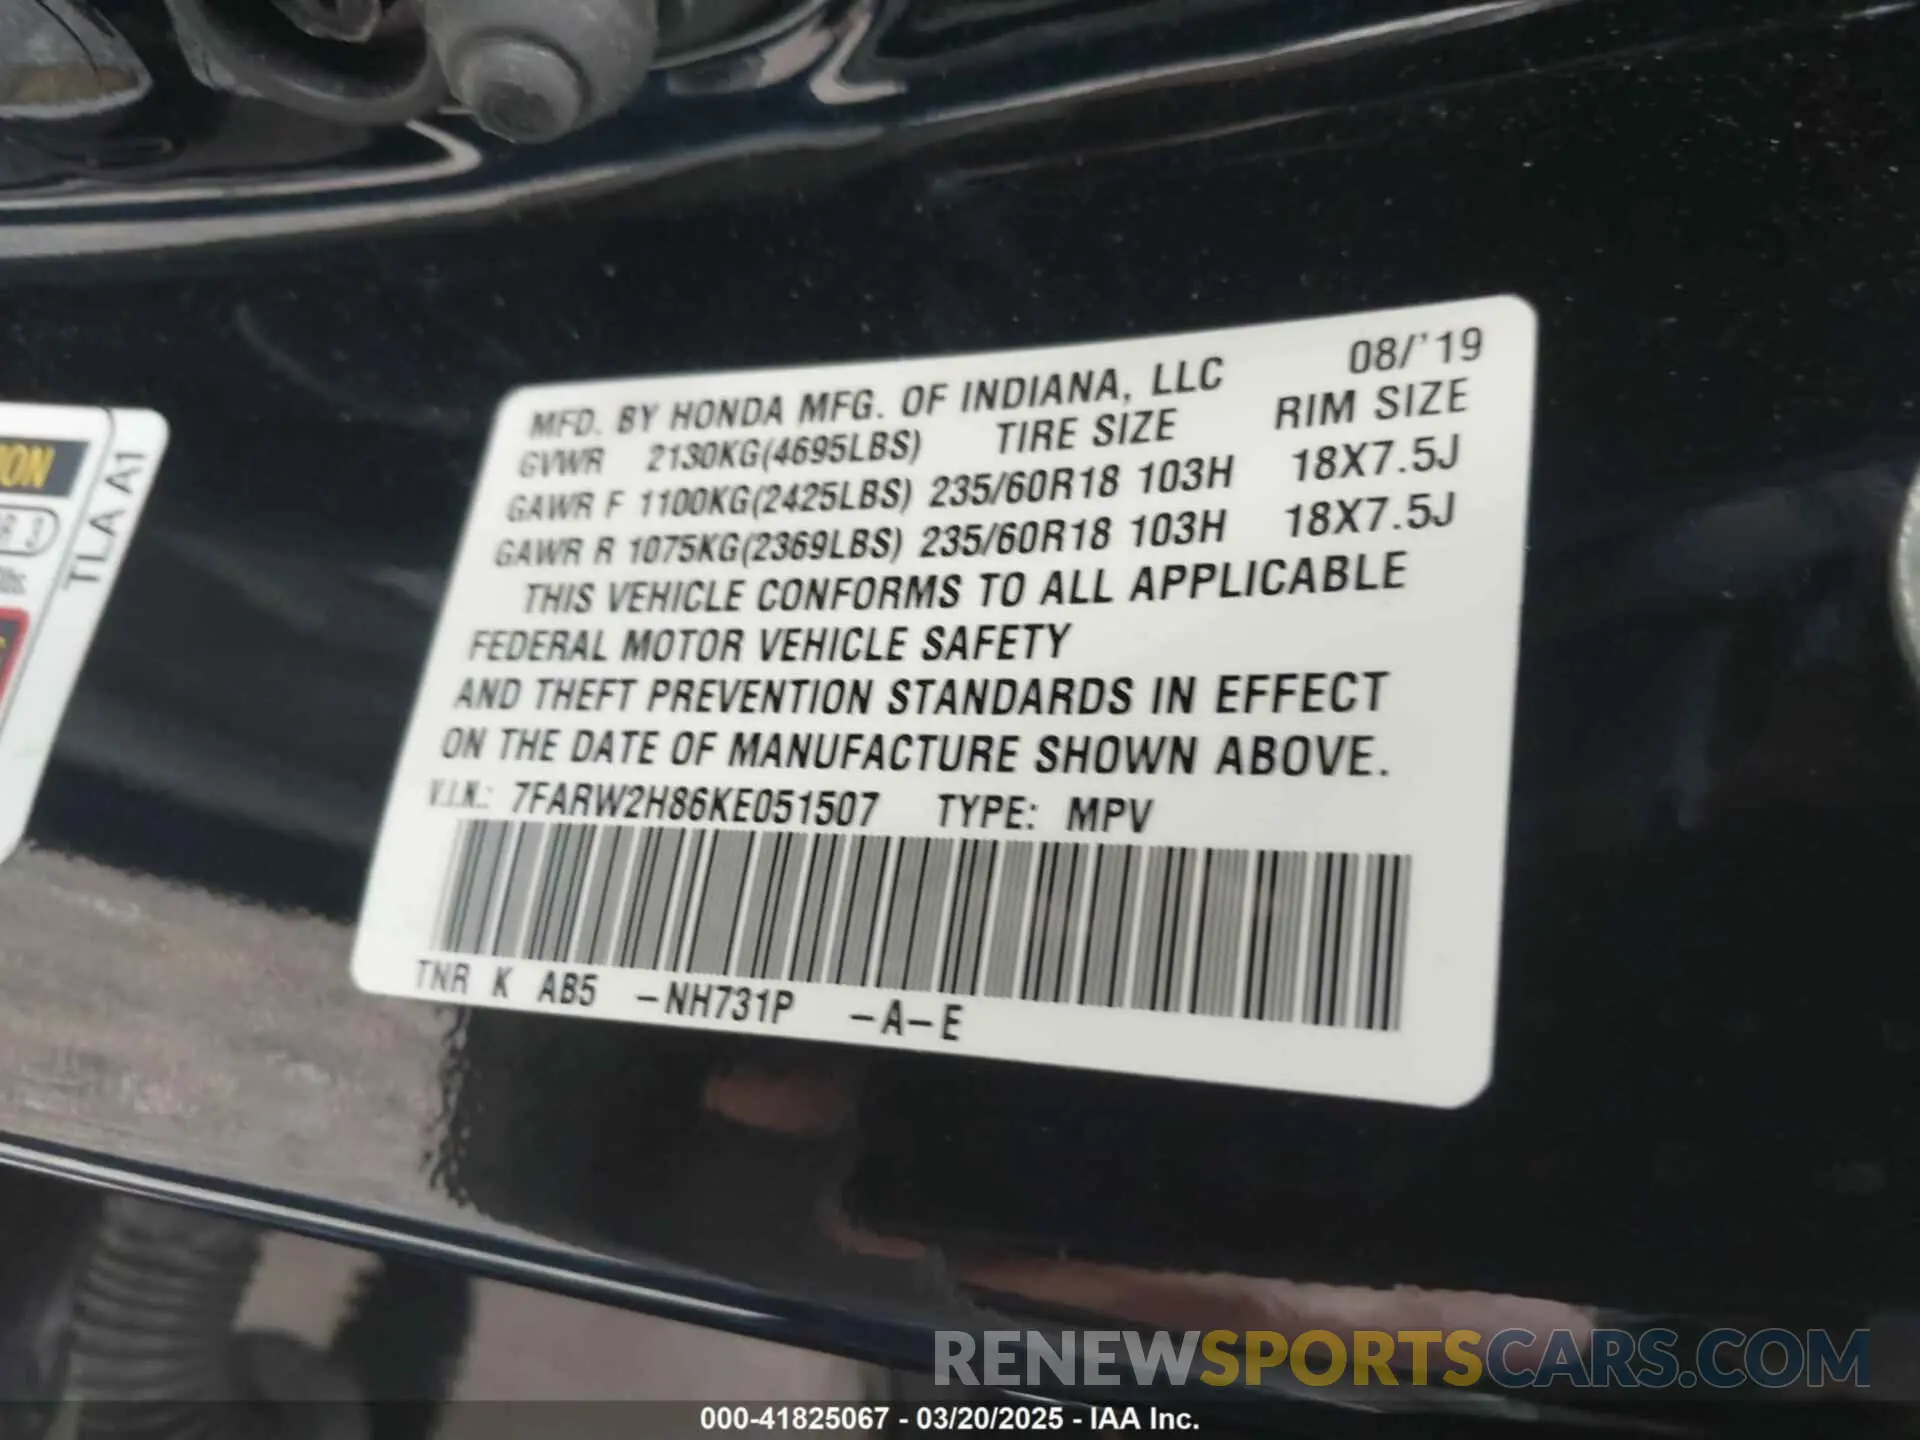 MFD. BY HONDA MFG. OF INDIANA, LLC 08/'19
GVWR 2130KG(4695LBS) TIRE SIZE RIM SIZE
GAWR F 1100KG(2425LBS) 235/60R18 103H 18X7.5J
GAWR R 1075KG(2369LBS) 235/60R18 103H 18X7.5J
THIS VEHICLE CONFORMS TO ALL APPLICABLE
FEDERAL MOTOR VEHICLE SAFETY
AND THEFT PREVENTION STANDARDS IN EFFECT
ON THE DATE OF MANUFACTURE SHOWN ABOVE.
V.I.N.: 7FARW2H86KE051507 TYPE: MPV
TNR K AB5 -NH731P -A-E
TLA A1
RENEWSPORTSCARS.COM
000-41825067 - 03/20/2025 - IAA Inc.